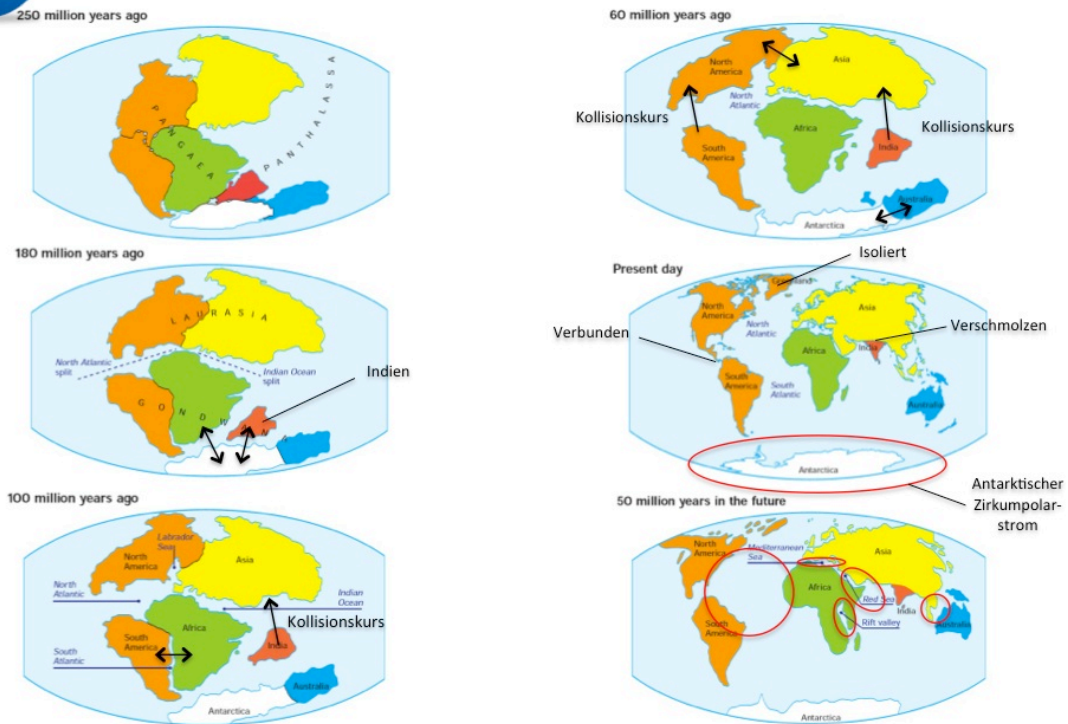 250 million years ago
PANGAEA
PANTHALASSA
180 million years ago
LAURASIA
North Atlantic
split
Indian Ocean
split
Indien
GONDWANA
100 million years ago
Labrador
Sea
North
America
Asia
North
Atlantic
Indian
Ocean
Africa
Kollisionskurs
South
America
India
South
Atlantic
Australia
Antarctica
60 million years ago
North
America
Asia
North
Atlantic
Kollisionskurs
Kollisionskurs
Africa
South
America
India
Australia
Antarctica
Isoliert
Present day
Greenland
North
America
Asia
Verbunden
North
Atlantic
Verschmolzen
India
Africa
South
America
South
Atlantic
Australia
Antarctica
Antarktischer
Zirkumpolar-
strom
50 million years in the future
North
America
Mediterranean
Sea
Asia
Africa
Red Sea
India
Rift valley
South
America
Australia
Antarctica